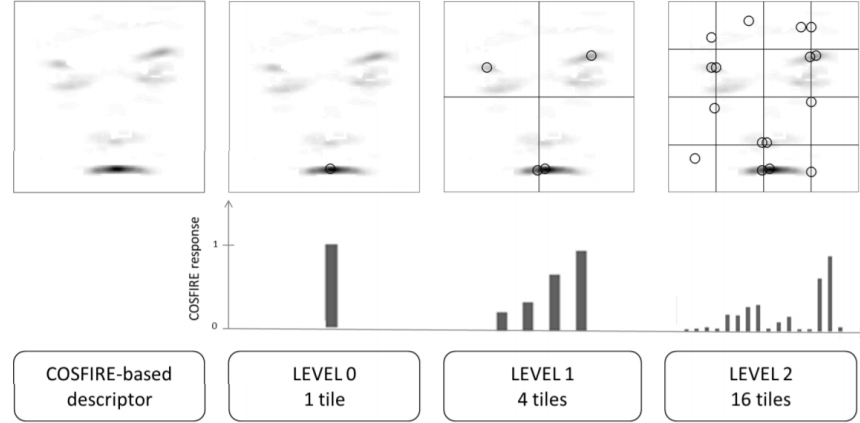 COSFIRE response
1
0
COSFIRE-based
descriptor
LEVEL 0
1 tile
LEVEL 1
4 tiles
LEVEL 2
16 tiles